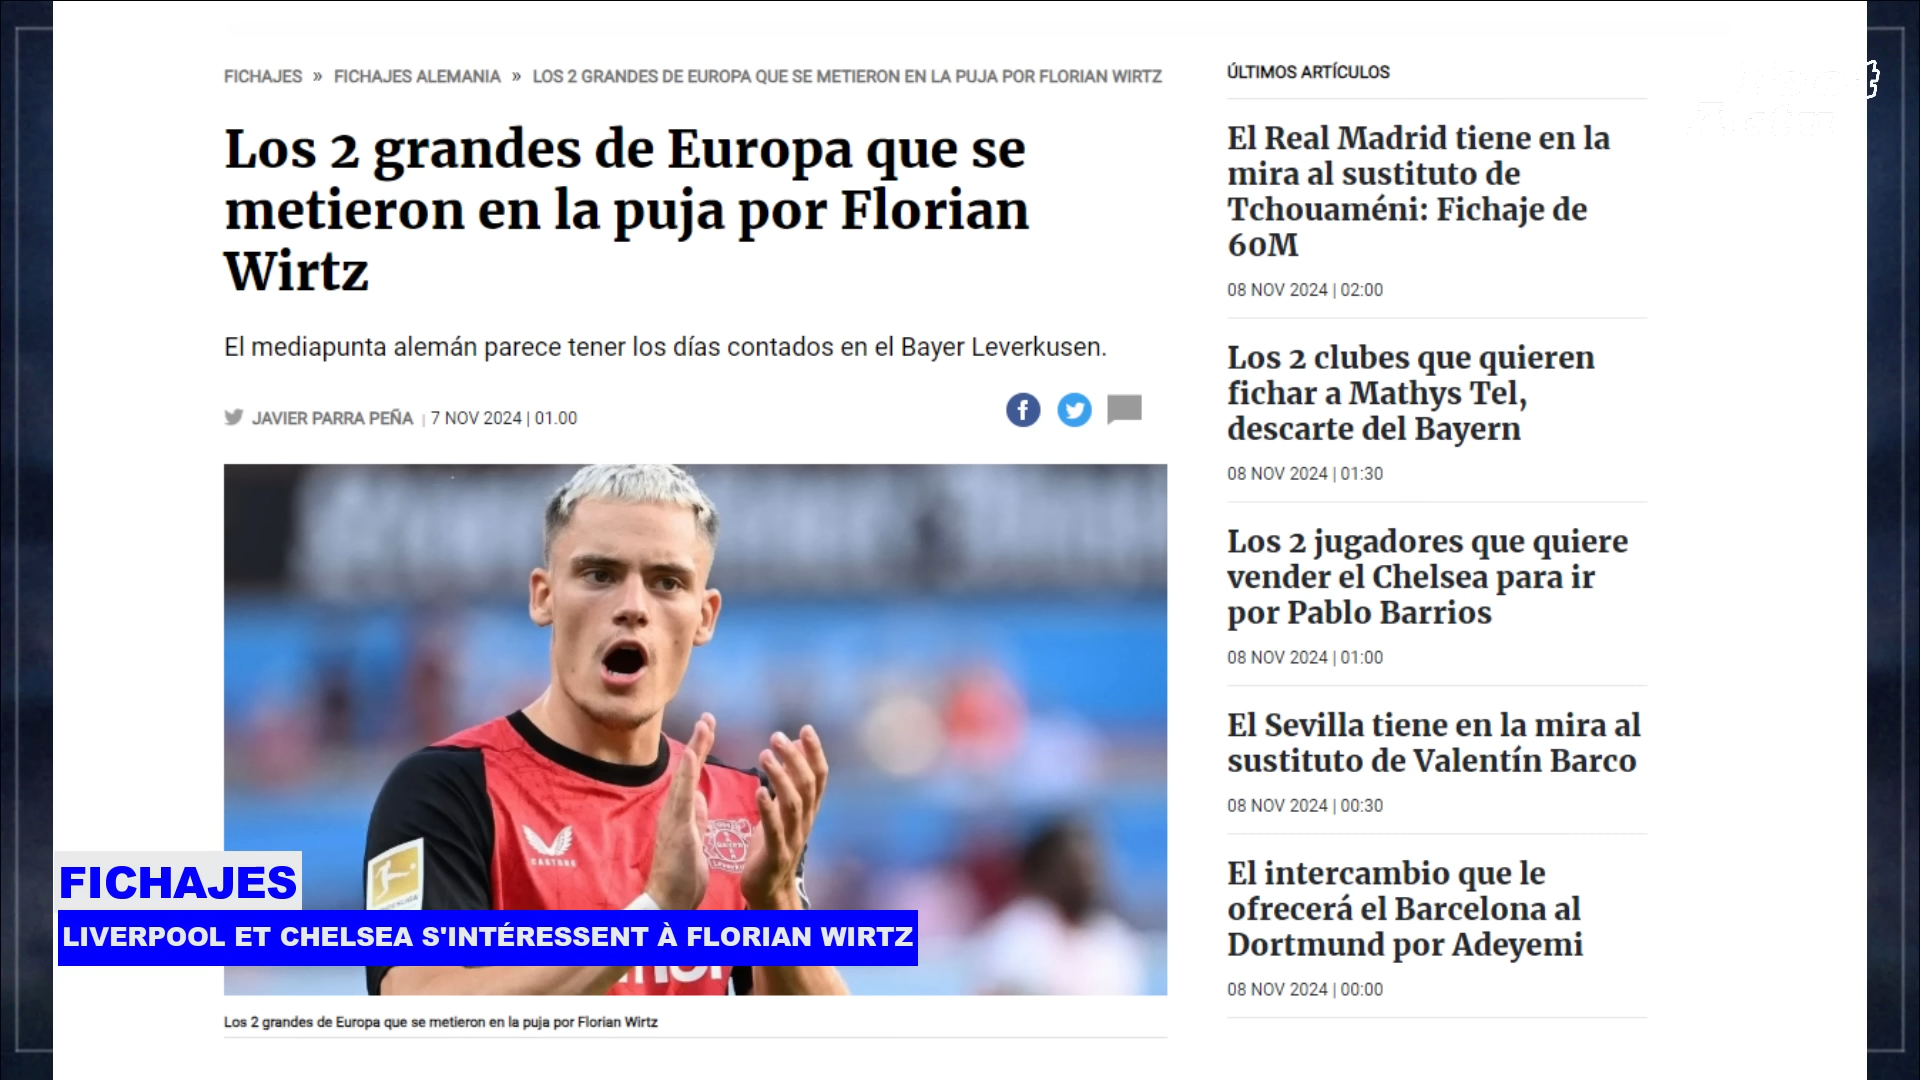 FICHAJES » FICHAJES ALEMANIA » LOS 2 GRANDES DE EUROPA QUE SE METIERON EN LA PUJA POR FLORIAN WIRTZ
Los 2 grandes de Europa que se
metieron en la puja por Florian
Wirtz
El mediapunta alemán parece tener los días contados en el Bayer Leverkusen.
JAVIER PARRA PEÑA | 7 NOV 2024 | 01.00
CASTORE
FICHAJES
LIVERPOOL ET CHELSEA S'INTÉRESSENT À FLORIAN WIRTZ
Los 2 grandes de Europa que se metieron en la puja por Florian Wirtz
ÚLTIMOS ARTÍCULOS
El Real Madrid tiene en la
mira al sustituto de
Tchouaméni: Fichaje de
60M
08 NOV 2024 | 02:00
Los 2 clubes que quieren
fichar a Mathys Tel,
descarte del Bayern
08 NOV 2024 | 01:30
Los 2 jugadores que quiere
vender el Chelsea para ir
por Pablo Barrios
08 NOV 2024 | 01:00
El Sevilla tiene en la mira al
sustituto de Valentín Barco
08 NOV 2024 | 00:30
El intercambio que le
ofrecerá el Barcelona al
Dortmund por Adeyemi
08 NOV 2024 | 00:00